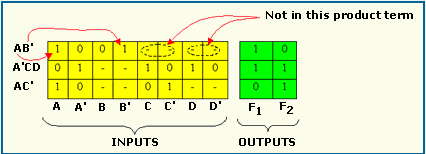 Not in this product term
AB' 1 0 0 1 - - - - 1 0
A'CD 0 1 - - 1 0 1 0 1 1
AC' 1 0 - - 0 1 - - 0 1
A A' B B' C C' D D' F1 F2
INPUTS OUTPUTS